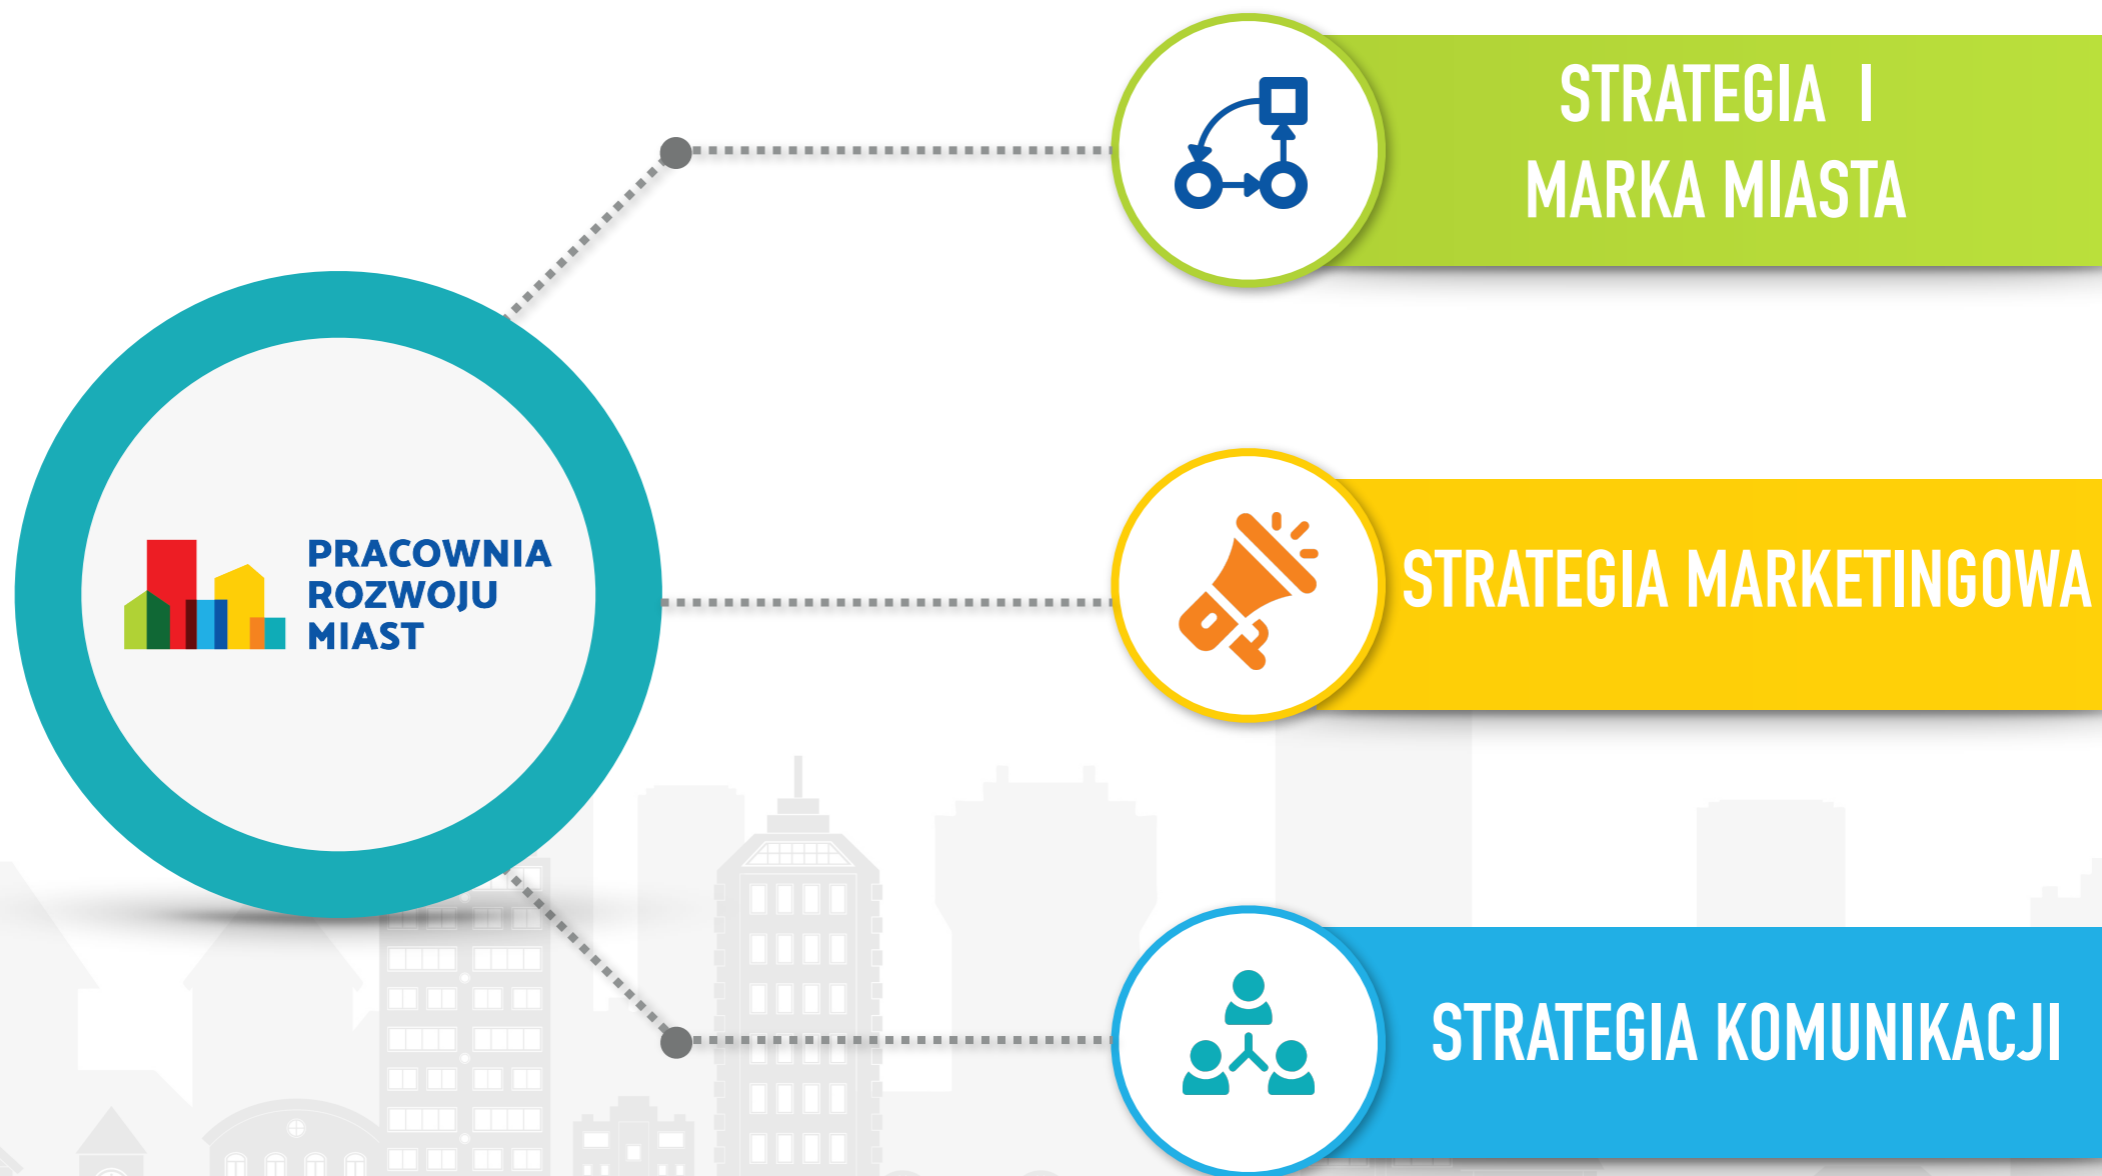 STRATEGIA I
MARKA MIASTA
PRACOWNIA
ROZWOJU
MIAST
STRATEGIA MARKETINGOWA
STRATEGIA KOMUNIKACJI